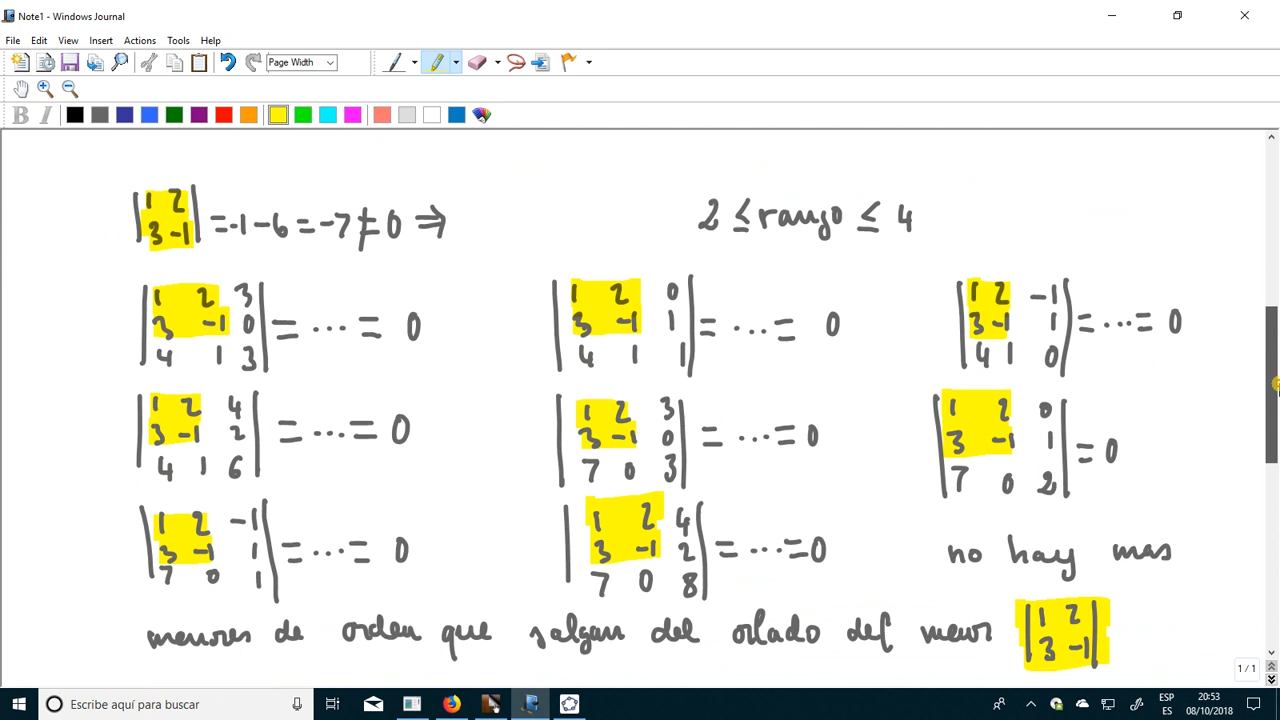 Note1 - Windows Journal
File Edit View Insert Actions Tools Help
Page Width
B I
|1 2| = -1-6 = -7 ≠ 0 ⇒ 2 ≤ rango ≤ 4
|3 -1|
|1 2 3| |1 2 0| |1 2 -1|
|3 -1 0| = ... = 0 |3 -1 1| = ... = 0 |3 -1 1| = ... = 0
|4 1 3| |4 1 1| |4 1 0|
|1 2 4| |1 2 3| |1 2 0|
|3 -1 2| = ... = 0 |3 -1 0| = ... = 0 |3 -1 1| = 0
|4 1 6| |7 0 3| |7 0 2|
|1 2 -1| |1 2 4|
|3 -1 1| = ... = 0 |3 -1 2| = ... = 0 no hay mas
|7 0 1| |7 0 8|
menores de orden que salgan del orlado del menor |1 2|
|3 -1|
1 / 1
Escribe aquí para buscar
ESP 20:53
ES 08/10/2018